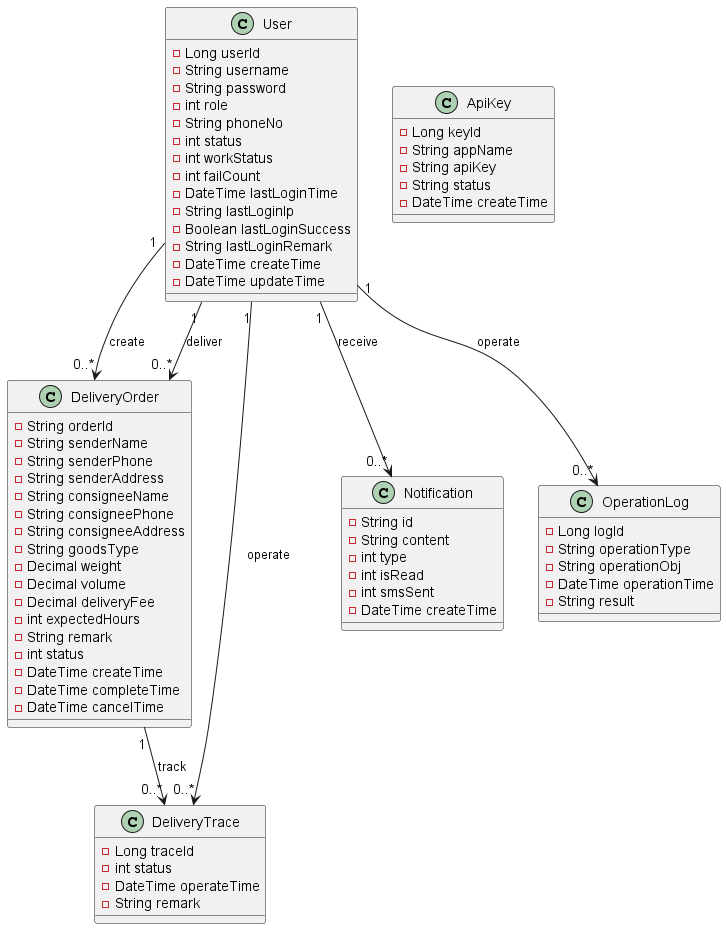 C User
Long userId
String username
String password
int role
String phoneNo
int status
int workStatus
int failCount
DateTime lastLoginTime
String lastLoginIp
Boolean lastLoginSuccess
String lastLoginRemark
DateTime createTime
DateTime updateTime
C ApiKey
Long keyId
String appName
String apiKey
String status
DateTime createTime
1
1
1
1
1
create
deliver
receive
operate
0..*
0..*
0..*
0..*
C DeliveryOrder
String orderId
String senderName
String senderPhone
String senderAddress
String consigneeName
String consigneePhone
String consigneeAddress
String goodsType
Decimal weight
Decimal volume
Decimal deliveryFee
int expectedHours
String remark
int status
DateTime createTime
DateTime completeTime
DateTime cancelTime
operate
C Notification
String id
String content
int type
int isRead
int smsSent
DateTime createTime
C OperationLog
Long logId
String operationType
String operationObj
DateTime operationTime
String result
1
track
0..*
0..*
C DeliveryTrace
Long traceId
int status
DateTime operateTime
String remark